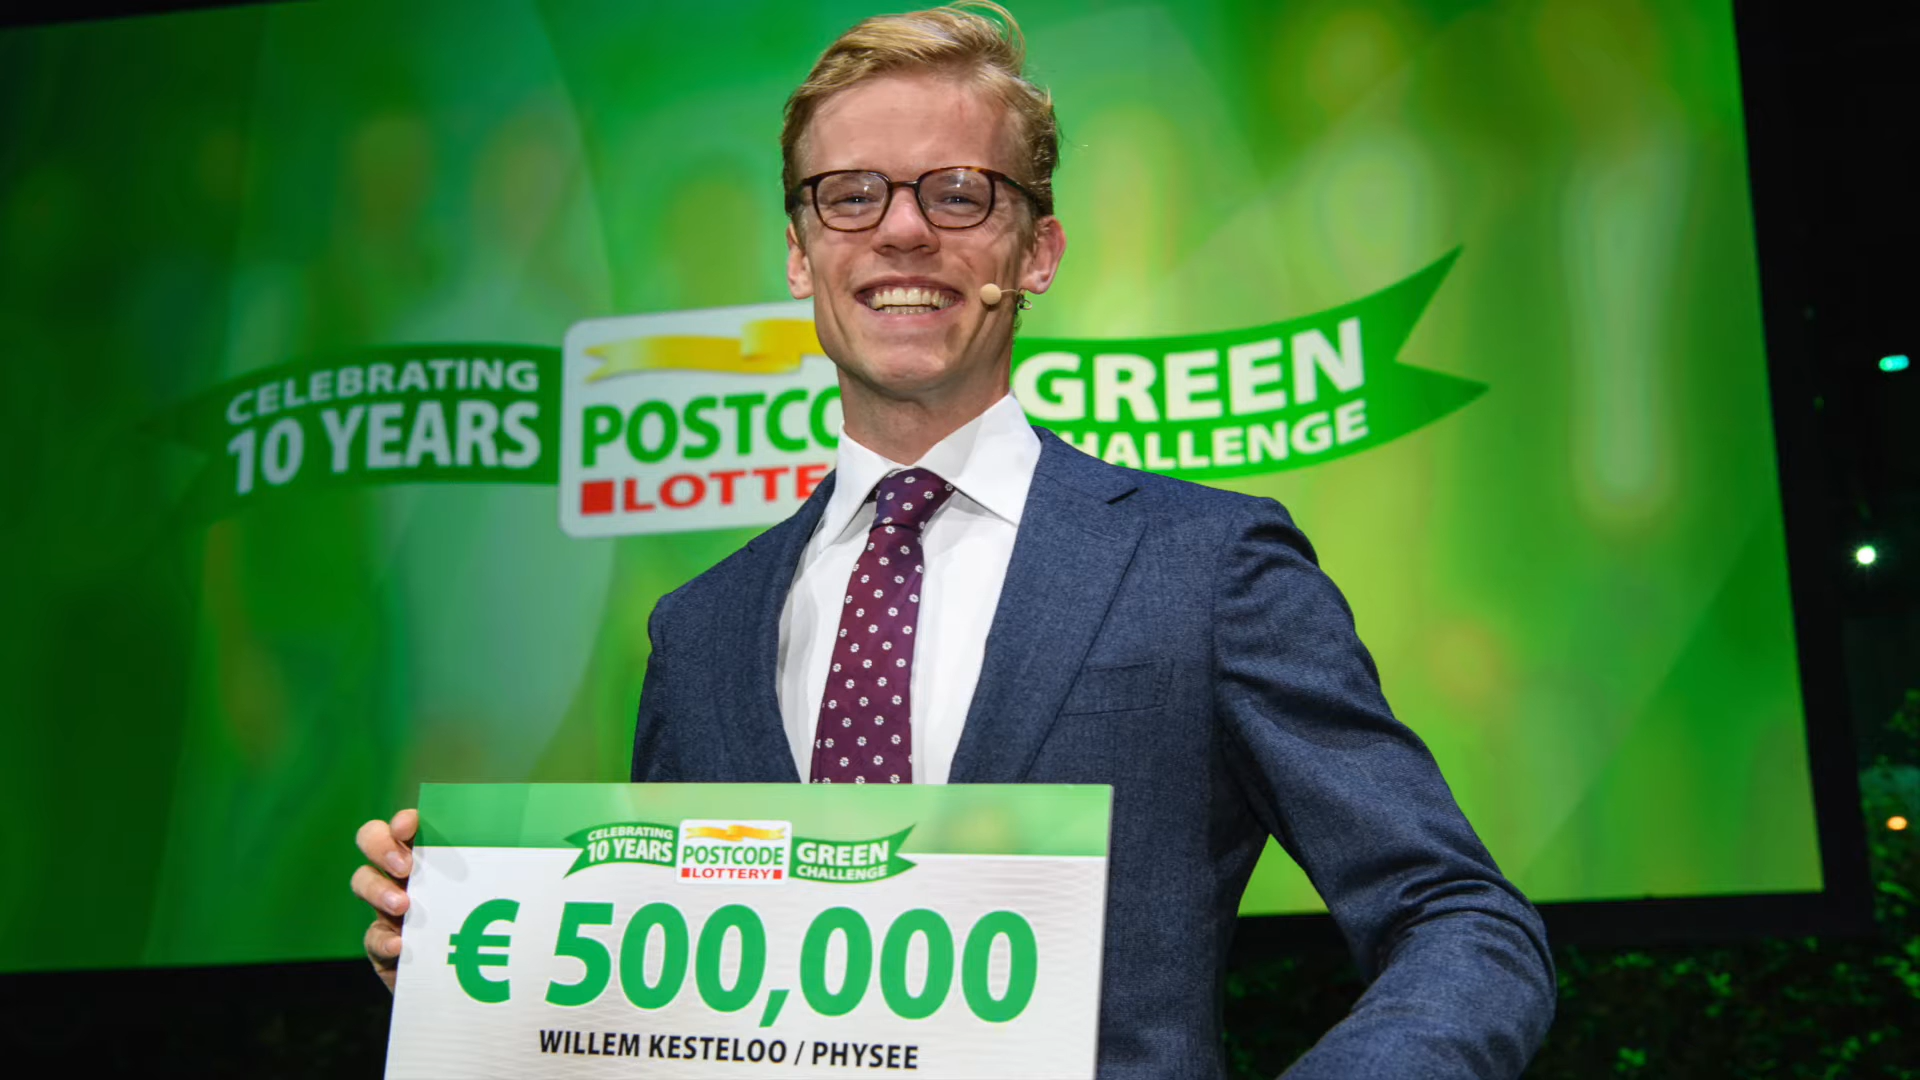 CELEBRATING
10 YEARS
POSTCO
LOTTE
GREEN
HALLENGE
CELEBRATING
10 YEARS
POSTCODE
LOTTERY
GREEN
CHALLENGE
€ 500,000
WILLEM KESTELOO / PHYSEE